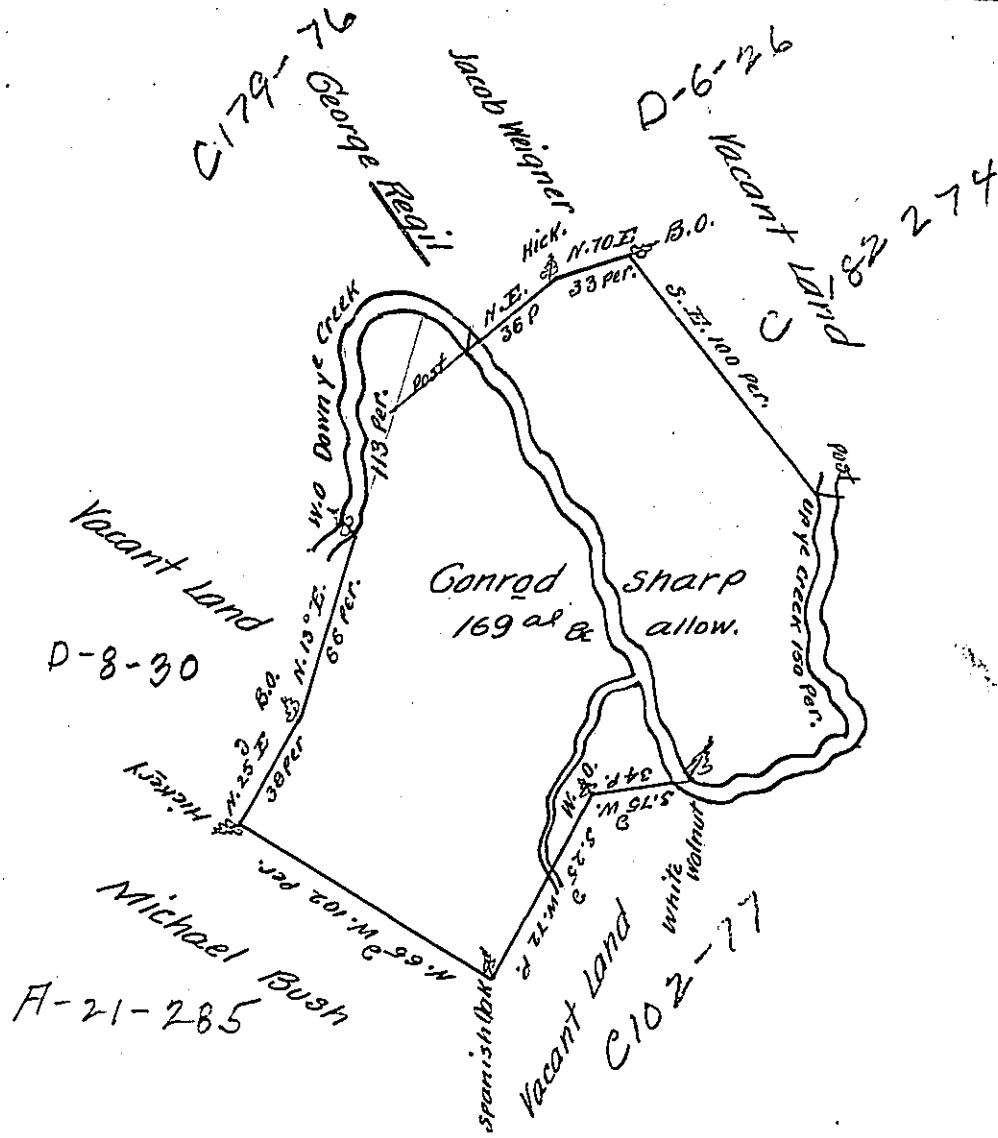 C179-76
George Regil
Jacob Weigner
D-6-26
Vacant Land
C-82 274
Hick.
N.70 E.
33 Per.
B.O.
N.E.
36 P
Post
S.E. 100 Per.
Post
up ye creek 150 Per.
Down ye Creek
113 Per.
W.O
Vacant Land
D-8-30
N.13° E.
66 Per.
B.O.
N.25 E
38 Per
Hickery
Conrod Sharp
169 as & allow.
N.66 W. 102 Per.
Michael Bush
A-21-285
Spanish Oak
S.25 W. 72 P.
W.O.
S.75 W.
34 P.
White Walnut
Vacant Land
C102-77